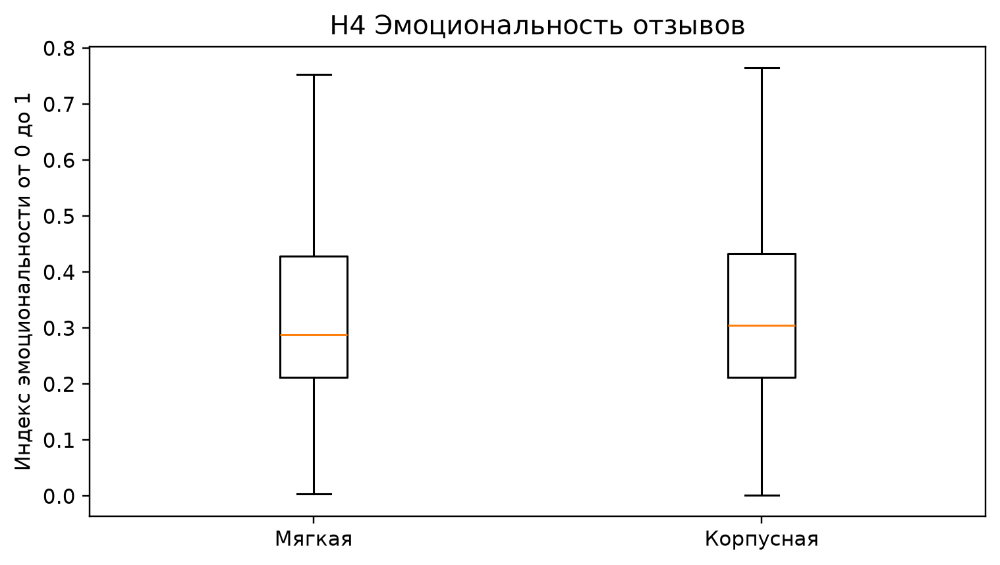 H4 Эмоциональность отзывов
Индекс эмоциональности от 0 до 1
0.8
0.7
0.6
0.5
0.4
0.3
0.2
0.1
0.0
Мягкая
Корпусная